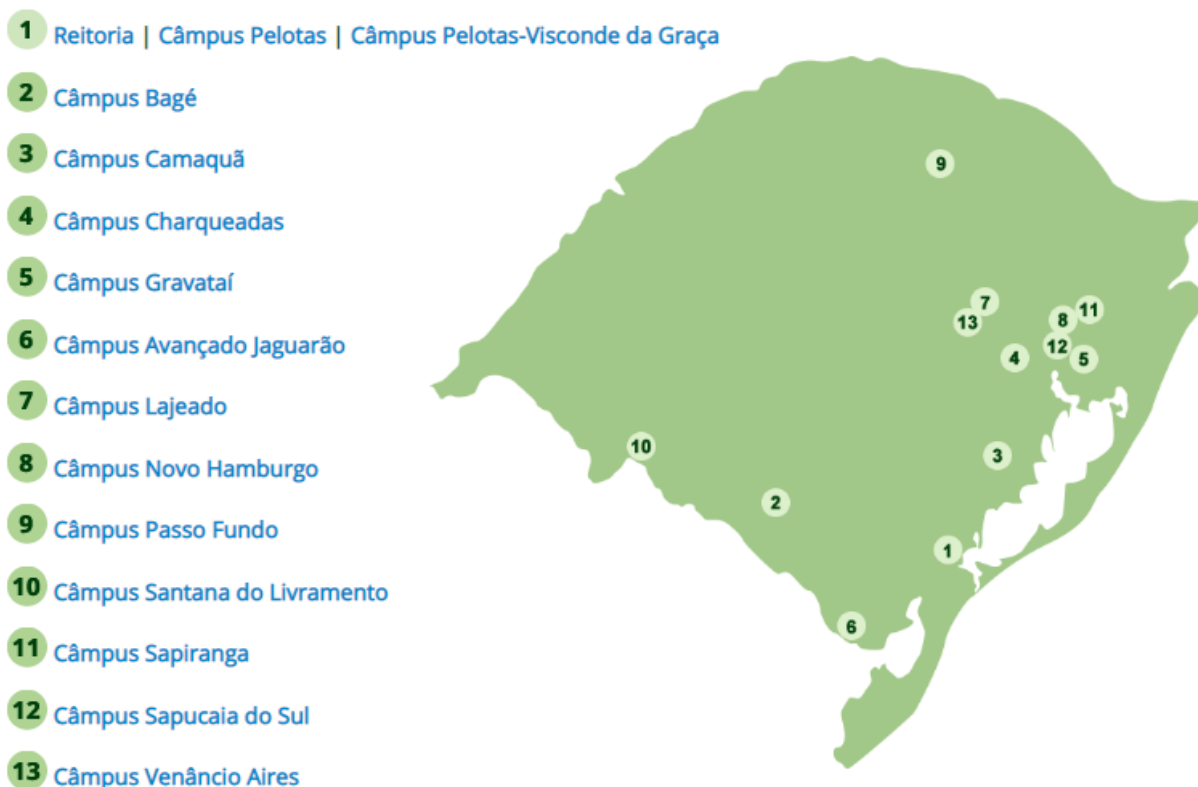 1 Reitoria | Câmpus Pelotas | Câmpus Pelotas-Visconde da Graça
2 Câmpus Bagé
3 Câmpus Camaquã
4 Câmpus Charqueadas
5 Câmpus Gravataí
6 Câmpus Avançado Jaguarão
7 Câmpus Lajeado
8 Câmpus Novo Hamburgo
9 Câmpus Passo Fundo
10 Câmpus Santana do Livramento
11 Câmpus Sapiranga
12 Câmpus Sapucaia do Sul
13 Câmpus Venâncio Aires
9
7
11
13
8
12
4
5
10
3
2
1
6